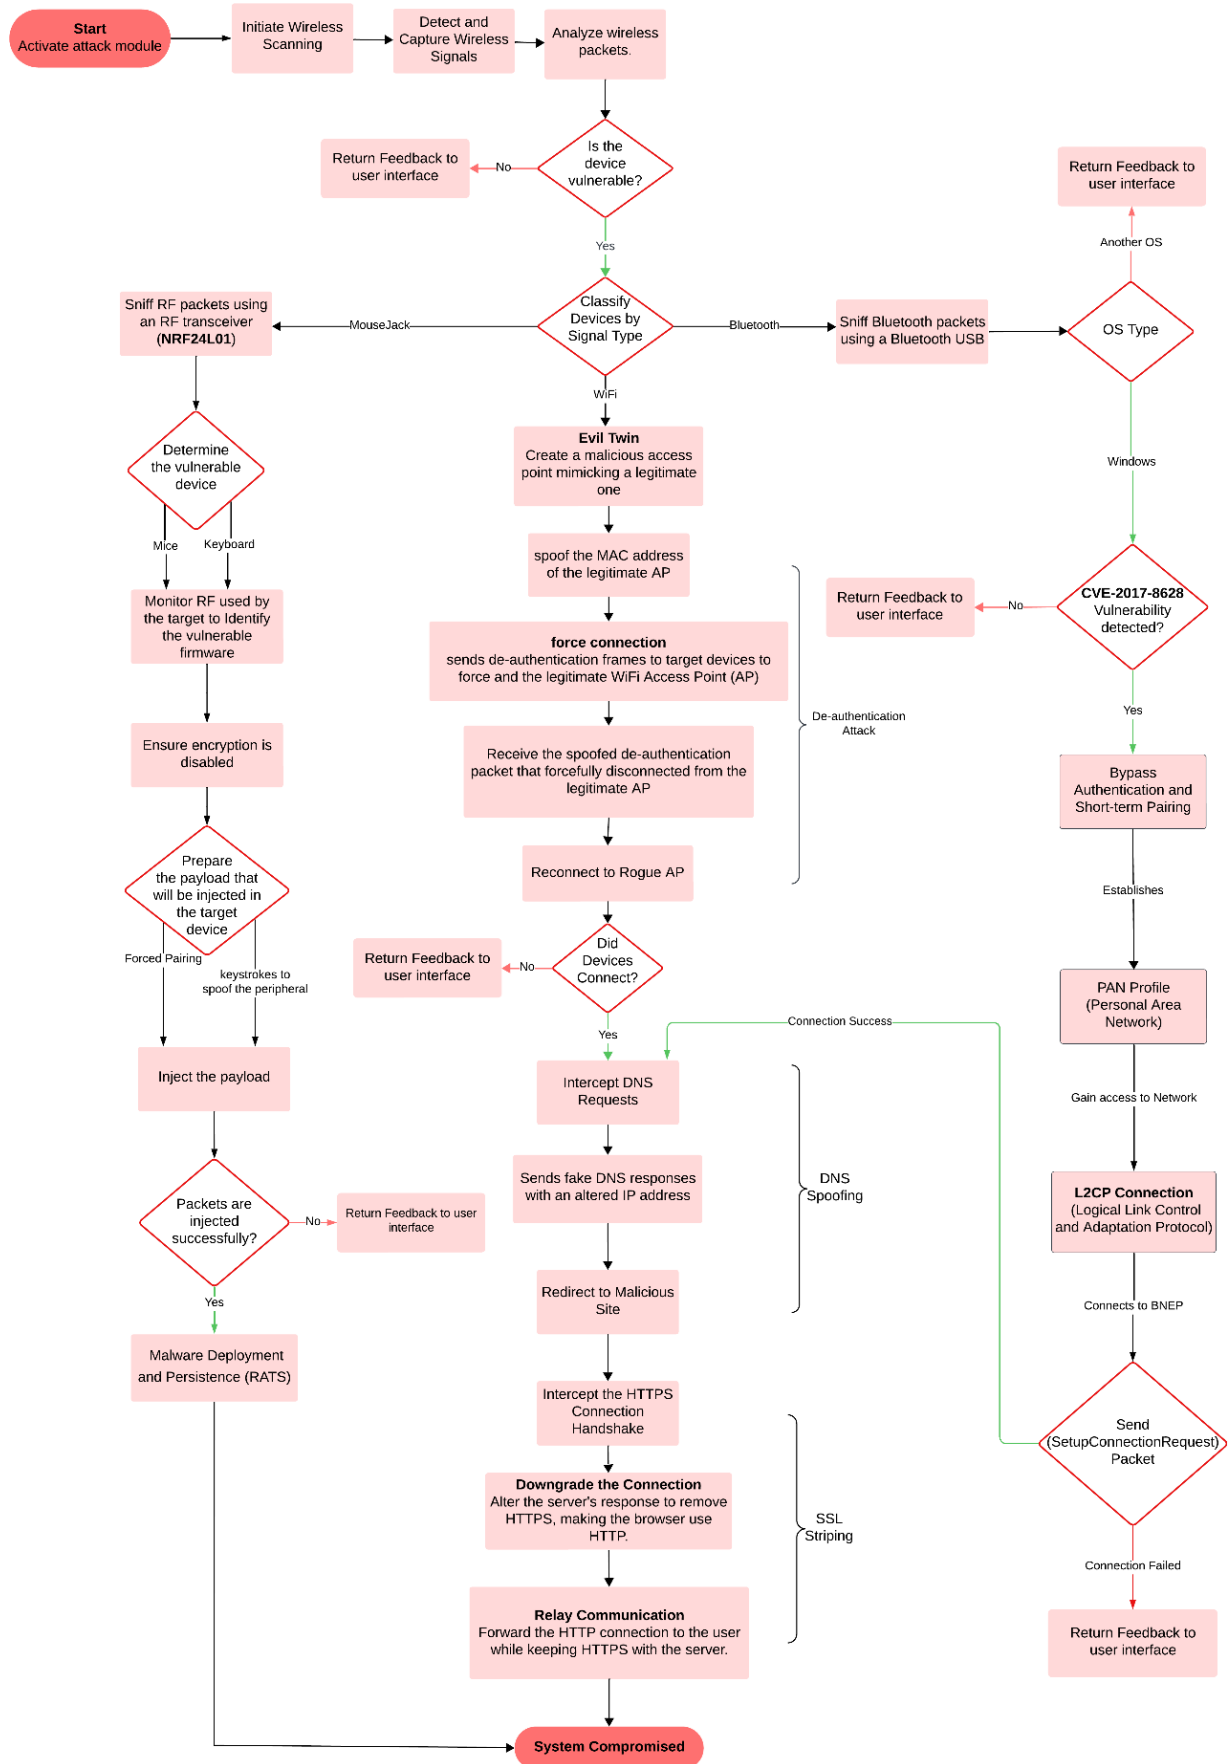 Start
Activate attack module
Initiate Wireless
Scanning
Detect and
Capture Wireless
Signals
Analyze wireless
packets.
Is the
device
vulnerable?
No
Return Feedback to
user interface
Yes
Return Feedback to
user interface
Another OS
Classify
Devices by
Signal Type
MouseJack
Bluetooth
WiFi
Sniff RF packets using
an RF transceiver
(NRF24L01)
Sniff Bluetooth packets
using a Bluetooth USB
OS Type
Windows
Determine
the vulnerable
device
Mice
Keyboard
Monitor RF used by
the target to Identify
the vulnerable
firmware
Ensure encryption is
disabled
Prepare
the payload that
will be injected in
the target
device
Forced Pairing
keystrokes to
spoof the peripheral
Inject the payload
Packets are
injected
successfully?
No
Return Feedback to user
interface
Yes
Malware Deployment
and Persistence (RATS)
Evil Twin
Create a malicious access
point mimicking a legitimate
one
spoof the MAC address
of the legitimate AP
force connection
sends de-authentication frames to target devices to
force and the legitimate WiFi Access Point (AP)
Receive the spoofed de-authentication
packet that forcefully disconnected from the
legitimate AP
Reconnect to Rogue AP
De-authentication
Attack
Did
Devices
Connect?
No
Return Feedback to
user interface
Yes
Connection Success
Intercept DNS
Requests
Sends fake DNS responses
with an altered IP address
Redirect to Malicious
Site
DNS
Spoofing
Intercept the HTTPS
Connection
Handshake
Downgrade the Connection
Alter the server's response to remove
HTTPS, making the browser use
HTTP.
Relay Communication
Forward the HTTP connection to the user
while keeping HTTPS with the server.
SSL
Striping
System Compromised
CVE-2017-8628
Vulnerability
detected?
No
Return Feedback to
user interface
Yes
Bypass
Authentication and
Short-term Pairing
Establishes
PAN Profile
(Personal Area
Network)
Gain access to Network
L2CP Connection
(Logical Link Control
and Adaptation Protocol)
Connects to BNEP
Send
(SetupConnectionRequest)
Packet
Connection Failed
Return Feedback to
user interface